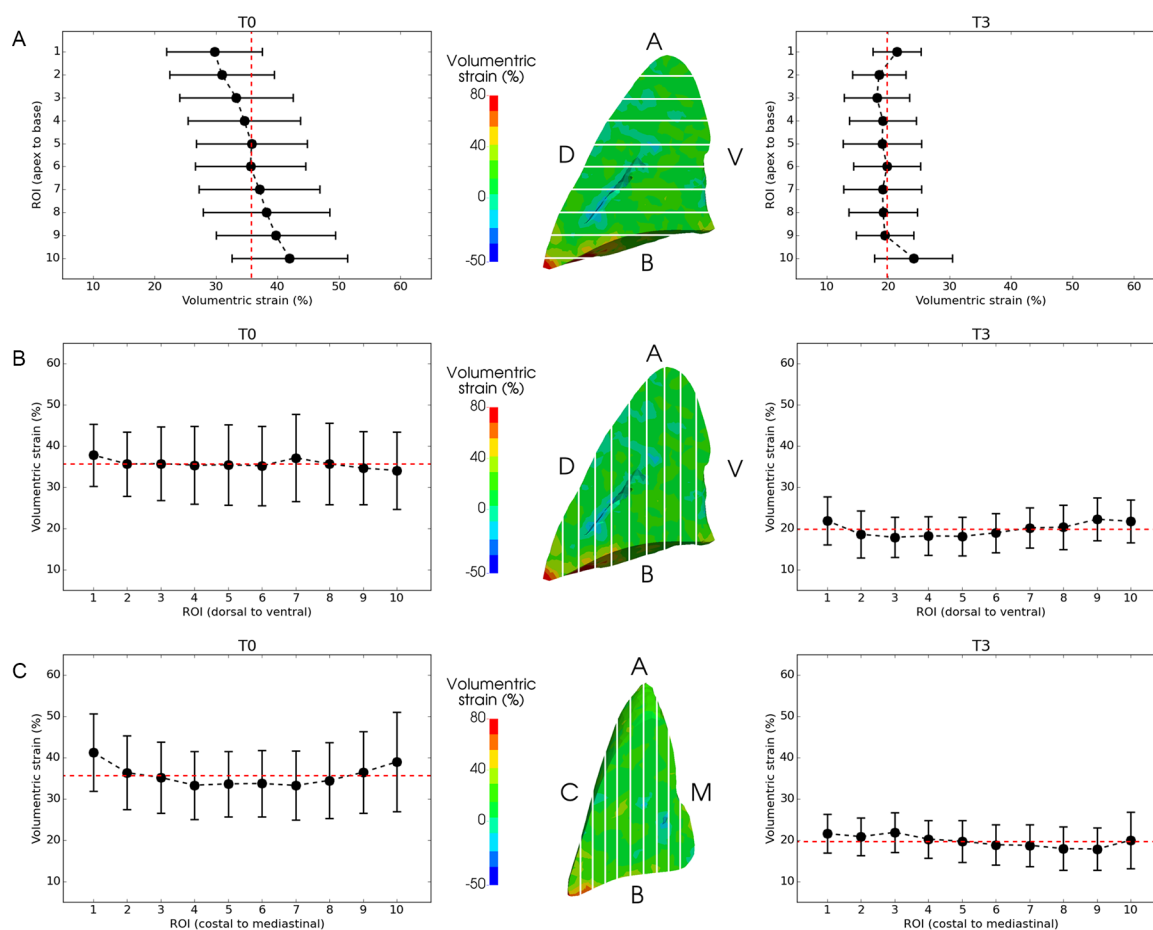 A
T0
ROI (apex to base)
1
2
3
4
5
6
7
8
9
10
10 20 30 40 50 60
Volumetric strain (%)
Volumentric
strain (%)
80
40
0
-50
A
D
V
B
T3
ROI (apex to base)
1
2
3
4
5
6
7
8
9
10
10 20 30 40 50 60
Volumetric strain (%)
B
T0
Volumetric strain (%)
60
50
40
30
20
10
1 2 3 4 5 6 7 8 9 10
ROI (dorsal to ventral)
Volumentric
strain (%)
80
40
0
-50
A
D
V
B
T3
Volumetric strain (%)
60
50
40
30
20
10
1 2 3 4 5 6 7 8 9 10
ROI (dorsal to ventral)
C
T0
Volumetric strain (%)
60
50
40
30
20
10
1 2 3 4 5 6 7 8 9 10
ROI (costal to mediastinal)
Volumentric
strain (%)
80
40
0
-50
A
C
M
B
T3
Volumetric strain (%)
60
50
40
30
20
10
1 2 3 4 5 6 7 8 9 10
ROI (costal to mediastinal)